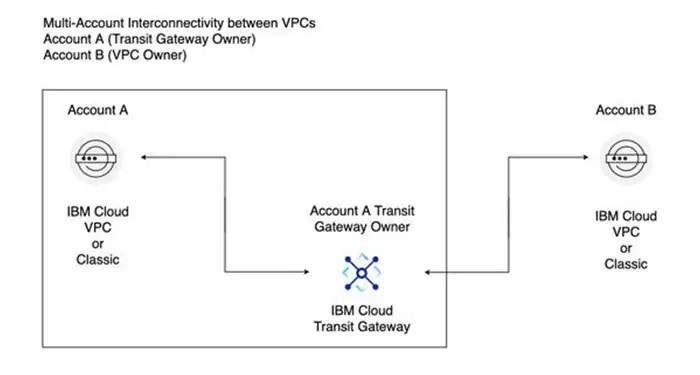 Multi-Account Interconnectivity between VPCs
Account A (Transit Gateway Owner)
Account B (VPC Owner)
Account A
IBM Cloud
VPC
or
Classic
Account A Transit
Gateway Owner
IBM Cloud
Transit Gateway
Account B
IBM Cloud
VPC
or
Classic